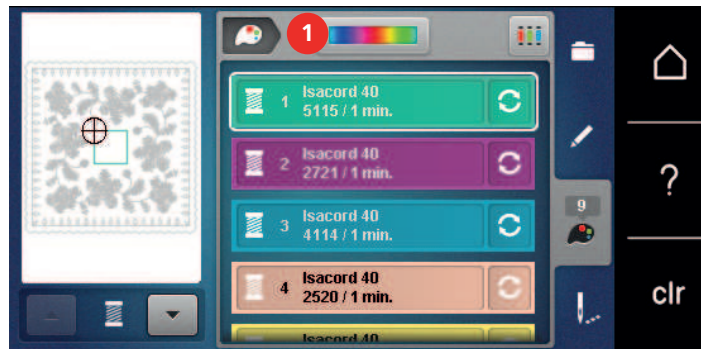 1
1 Isacord 40
5115 / 1 min.
2 Isacord 40
2721 / 1 min.
3 Isacord 40
4114 / 1 min.
4 Isacord 40
2520 / 1 min.
Isacord 40
9
?
clr